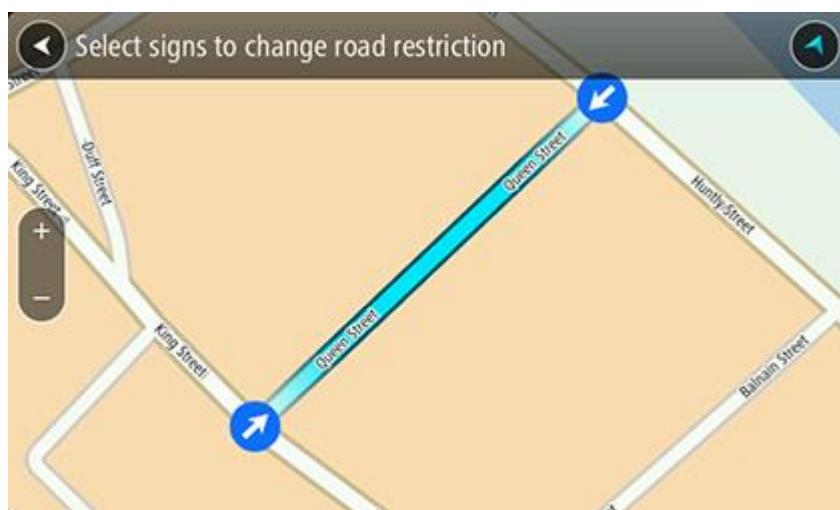 Select signs to change road restriction
Street
Duff Street
King Street
Queen Street
Huntly Street
+
−
King Street
Queen Street
Balnain Street